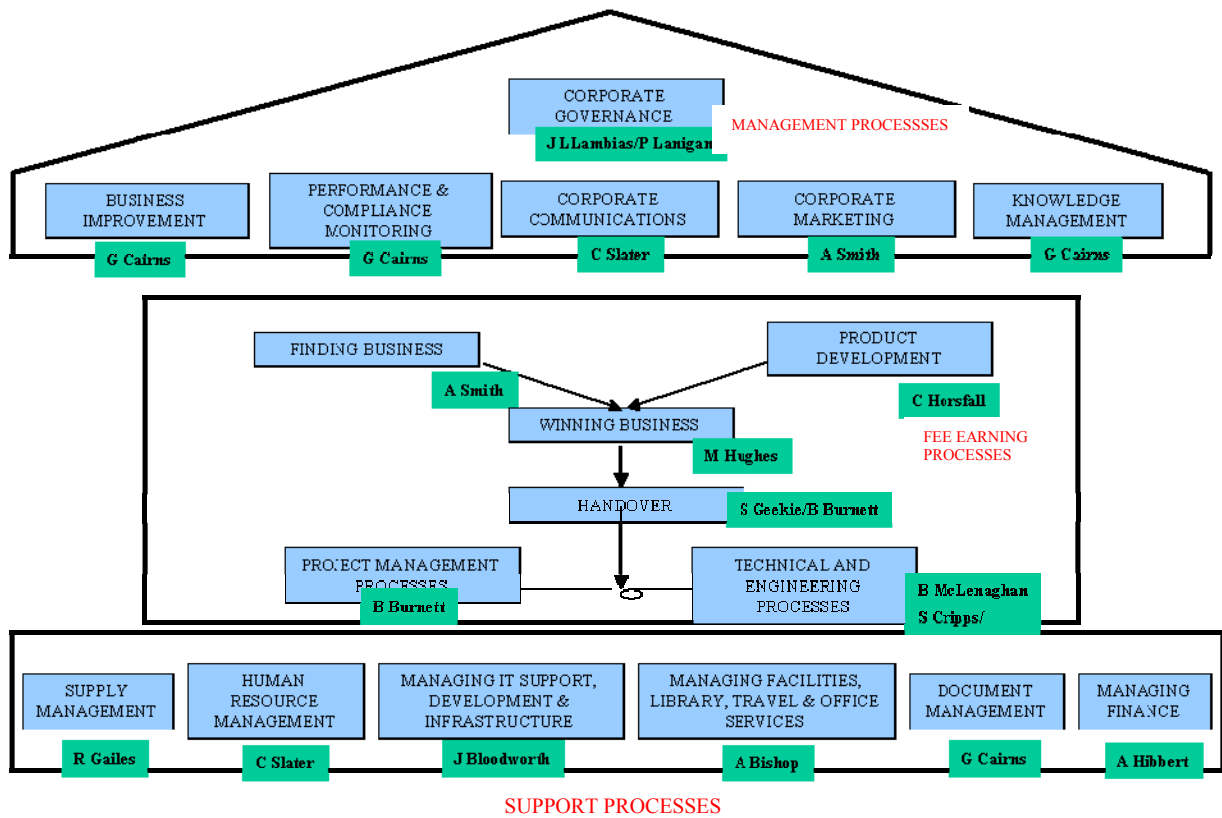 CORPORATE
GOVERNANCE
J LLambias/P Lanigan
MANAGEMENT PROCESSSES
BUSINESS
IMPROVEMENT
G Cairns
PERFORMANCE &
COMPLIANCE
MONITORING
G Cairns
CORPORATE
COMMUNICATIONS
C Slater
CORPORATE
MARKETING
A Smith
KNOWLEDGE
MANAGEMENT
G Cairns
FINDING BUSINESS
A Smith
PRODUCT
DEVELOPMENT
C Horsfall
WINNING BUSINESS
M Hughes
FEE EARNING
PROCESSES
HANDOVER
S Geekie/B Burnett
PROJECT MANAGEMENT
PROCESSES
B Burnett
TECHNICAL AND
ENGINEERING
PROCESSES
B McLenaghan
S Cripps/
SUPPLY
MANAGEMENT
R Gailes
HUMAN
RESOURCE
MANAGEMENT
C Slater
MANAGING IT SUPPORT,
DEVELOPMENT &
INFRASTRUCTURE
J Bloodworth
MANAGING FACILITIES,
LIBRARY, TRAVEL & OFFICE
SERVICES
A Bishop
DOCUMENT
MANAGEMENT
G Cairns
MANAGING
FINANCE
A Hibbert
SUPPORT PROCESSES